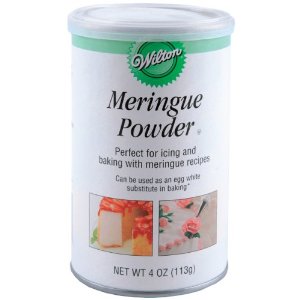 Wilton
Meringue
Powder
Perfect for icing and
baking with meringue recipes
Can be used as an egg white
substitute in baking*
NET WT 4 OZ (113g)